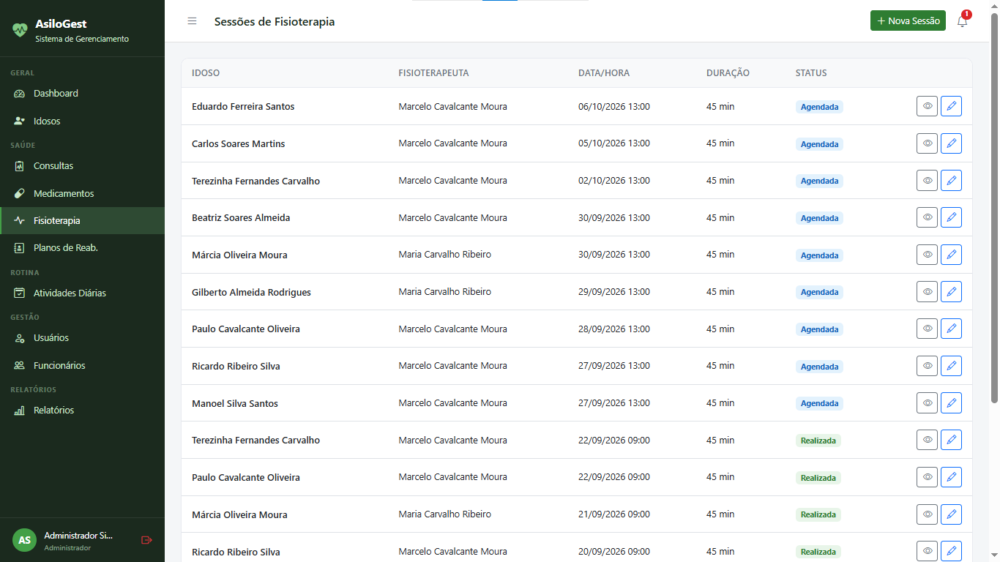 AsiloGest
Sistema de Gerenciamento
GERAL
Dashboard
Idosos
SAÚDE
Consultas
Medicamentos
Fisioterapia
Planos de Reab.
ROTINA
Atividades Diárias
GESTÃO
Usuários
Funcionários
RELATÓRIOS
Relatórios
AS
Administrador Si...
Administrador
Sessões de Fisioterapia
+ Nova Sessão
1
IDOSO FISIOTERAPEUTA DATA/HORA DURAÇÃO STATUS
Eduardo Ferreira Santos Marcelo Cavalcante Moura 06/10/2026 13:00 45 min Agendada
Carlos Soares Martins Marcelo Cavalcante Moura 05/10/2026 13:00 45 min Agendada
Terezinha Fernandes Carvalho Marcelo Cavalcante Moura 02/10/2026 13:00 45 min Agendada
Beatriz Soares Almeida Marcelo Cavalcante Moura 30/09/2026 13:00 45 min Agendada
Márcia Oliveira Moura Maria Carvalho Ribeiro 30/09/2026 13:00 45 min Agendada
Gilberto Almeida Rodrigues Maria Carvalho Ribeiro 29/09/2026 13:00 45 min Agendada
Paulo Cavalcante Oliveira Marcelo Cavalcante Moura 28/09/2026 13:00 45 min Agendada
Ricardo Ribeiro Silva Marcelo Cavalcante Moura 27/09/2026 13:00 45 min Agendada
Manoel Silva Santos Marcelo Cavalcante Moura 27/09/2026 13:00 45 min Agendada
Terezinha Fernandes Carvalho Marcelo Cavalcante Moura 22/09/2026 09:00 45 min Realizada
Paulo Cavalcante Oliveira Marcelo Cavalcante Moura 22/09/2026 09:00 45 min Realizada
Márcia Oliveira Moura Maria Carvalho Ribeiro 21/09/2026 09:00 45 min Realizada
Ricardo Ribeiro Silva Marcelo Cavalcante Moura 20/09/2026 09:00 45 min Realizada